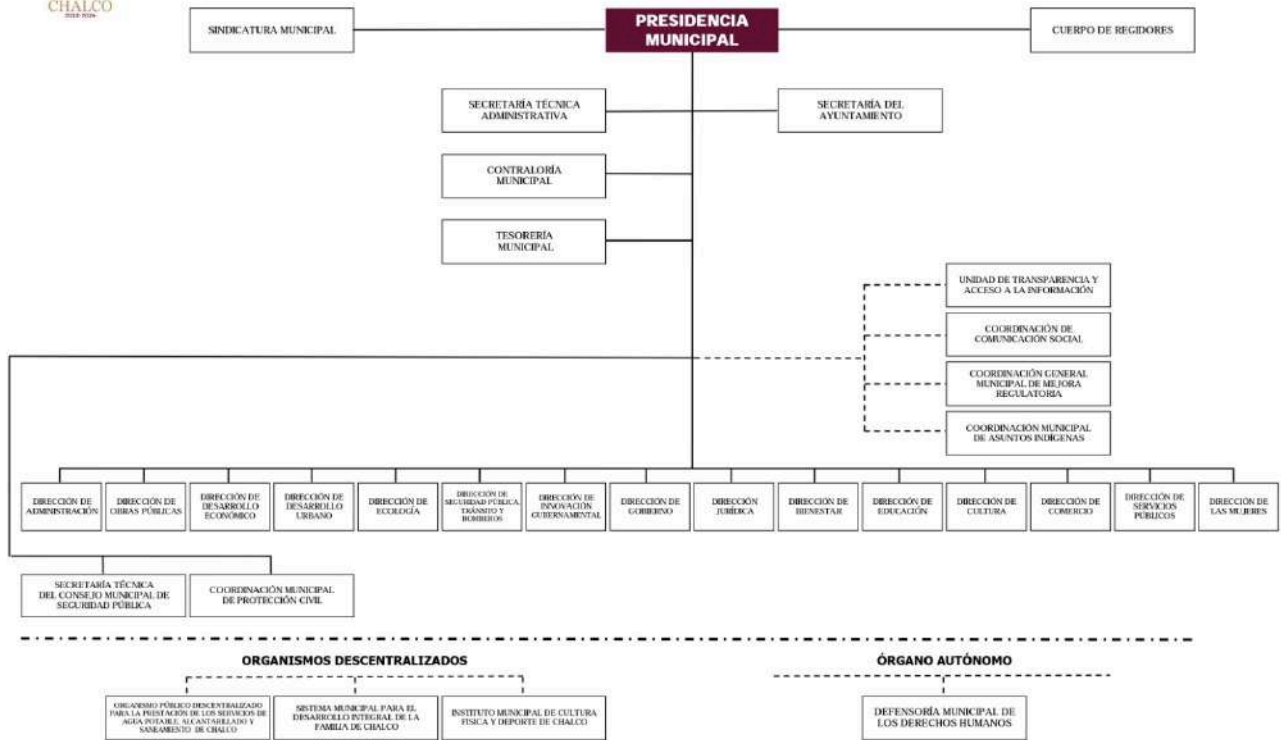 CHALCO
SINDICATURA MUNICIPAL
PRESIDENCIA
MUNICIPAL
CUERPO DE REGIDORES
SECRETARÍA TÉCNICA
ADMINISTRATIVA
SECRETARÍA DEL
AYUNTAMIENTO
CONTRALORÍA
MUNICIPAL
TESORERÍA
MUNICIPAL
UNIDAD DE TRANSPARENCIA Y
ACCESO A LA INFORMACIÓN
COORDINACIÓN DE
COMUNICACIÓN SOCIAL
COORDINACIÓN GENERAL
MUNICIPAL DE MEJORA
REGULATORIA
COORDINACIÓN MUNICIPAL
DE ASUNTOS INDÍGENAS
DIRECCIÓN DE
ADMINISTRACIÓN
DIRECCIÓN DE
OBRAS PÚBLICAS
DIRECCIÓN DE
DESARROLLO
ECONÓMICO
DIRECCIÓN DE
DESARROLLO
URBANO
DIRECCIÓN DE
ECOLOGÍA
DIRECCIÓN DE
SEGURIDAD PÚBLICA,
TRÁNSITO Y
BOMBEROS
DIRECCIÓN DE
INNOVACIÓN
GUBERNAMENTAL
DIRECCIÓN DE
GOBIERNO
DIRECCIÓN
JURÍDICA
DIRECCIÓN DE
BIENESTAR
DIRECCIÓN DE
EDUCACIÓN
DIRECCIÓN DE
CULTURA
DIRECCIÓN DE
COMERCIO
DIRECCIÓN DE
SERVICIOS
PÚBLICOS
DIRECCIÓN DE
LAS MUJERES
SECRETARÍA TÉCNICA
DEL CONSEJO MUNICIPAL DE
SEGURIDAD PÚBLICA
COORDINACIÓN MUNICIPAL
DE PROTECCIÓN CIVIL
ORGANISMOS DESCENTRALIZADOS
ÓRGANO AUTÓNOMO
ORGANISMO PÚBLICO DESCENTRALIZADO
PARA LA PRESTACIÓN DE LOS SERVICIOS DE
AGUA POTABLE, ALCANTARILLADO Y
SANEAMIENTO DE CHALCO
SISTEMA MUNICIPAL PARA EL
DESARROLLO INTEGRAL DE LA
FAMILIA DE CHALCO
INSTITUTO MUNICIPAL DE CULTURA
FISICA Y DEPORTE DE CHALCO
DEFENSORÍA MUNICIPAL DE
LOS DERECHOS HUMANOS